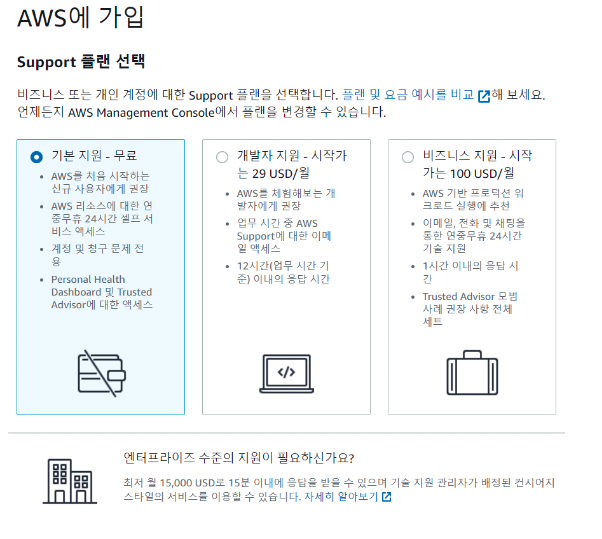 AWS에 가입
Support 플랜 선택
비즈니스 또는 개인 계정에 대한 Support 플랜을 선택합니다. 플랜 및 요금 예시를 비교 해 보세요.
언제든지 AWS Management Console에서 플랜을 변경할 수 있습니다.
기본 지원 - 무료
• AWS를 처음 시작하는
신규 사용자에게 권장
• AWS 리소스에 대한 연
중무휴 24시간 셀프 서
비스 액세스
• 계정 및 청구 문제 전
용
• Personal Health
Dashboard 및 Trusted
Advisor에 대한 액세스
개발자 지원 - 시작가
는 29 USD/월
• AWS를 체험해보는 개
발자에게 권장
• 업무 시간 중 AWS
Support에 대한 이메
일 액세스
• 12시간(업무 시간 기
준) 이내의 응답 시간
</>
비즈니스 지원 - 시작
가는 100 USD/월
• AWS 기반 프로덕션 워
크로드 실행에 추천
• 이메일, 전화 및 채팅을
통한 연중무휴 24시간
기술 지원
• 1시간 이내의 응답 시
간
• Trusted Advisor 모범
사례 권장 사항 전체
세트
엔터프라이즈 수준의 지원이 필요하신가요?
최저 월 15,000 USD로 15분 이내에 응답을 받을 수 있으며 기술 지원 관리자가 배정된 컨시어지
스타일의 서비스를 이용할 수 있습니다. 자세히 알아보기